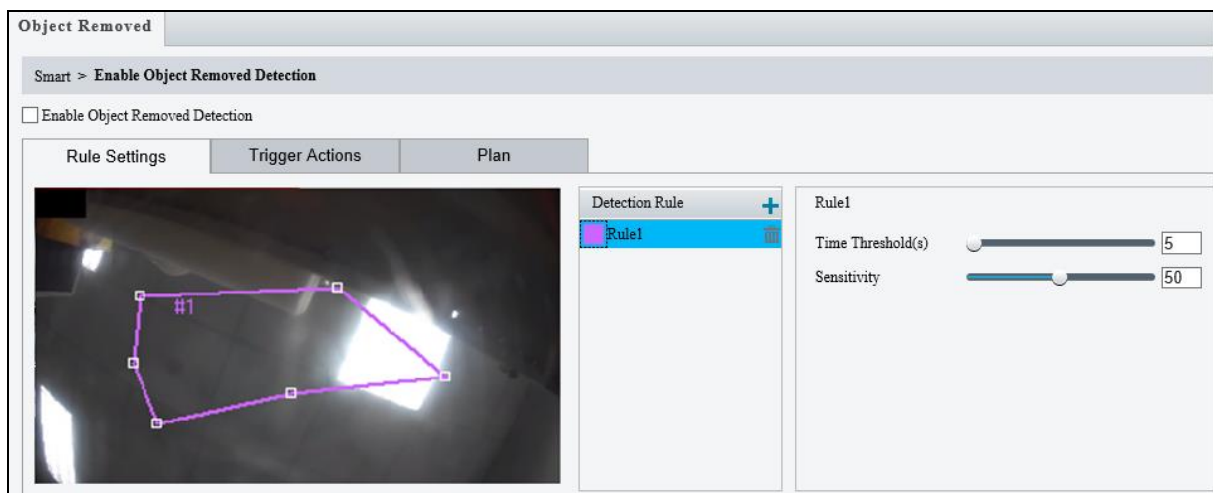 Object Removed
Smart > Enable Object Removed Detection
Enable Object Removed Detection
Rule Settings
Trigger Actions
Plan
#1
Detection Rule +
Rule1
Rule1
Time Threshold(s) 5
Sensitivity 50